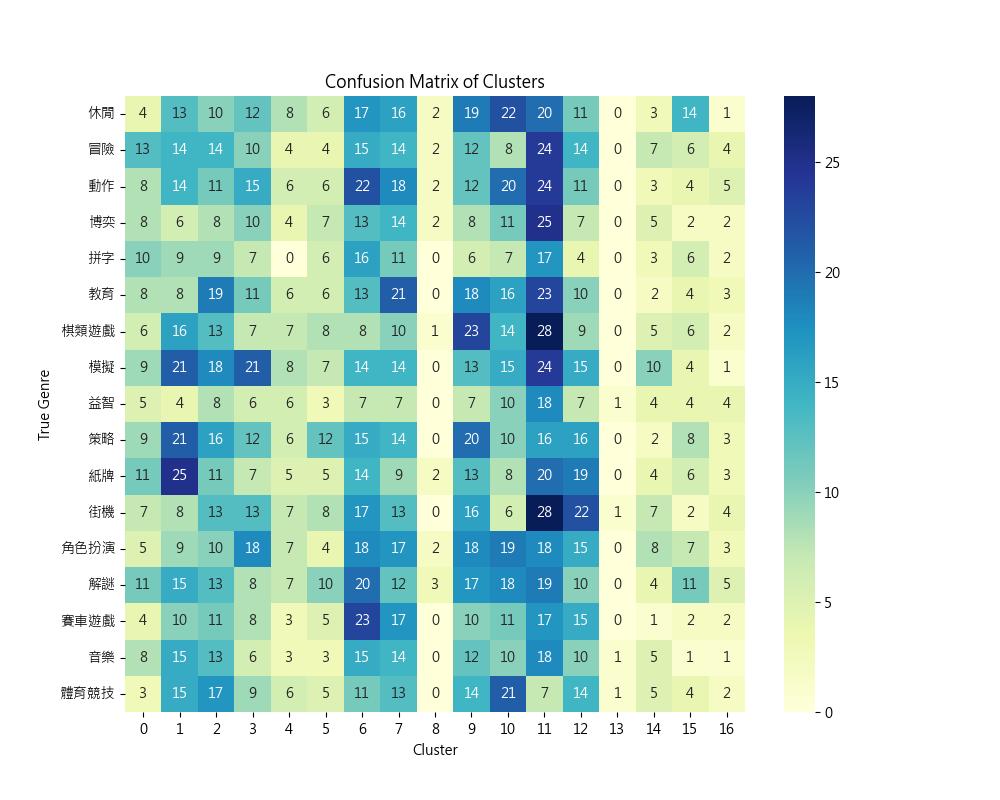 Confusion Matrix of Clusters
True Genre
休閒 4 13 10 12 8 6 17 16 2 19 22 20 11 0 3 14 1
冒險 13 14 14 10 4 4 15 14 2 12 8 24 14 0 7 6 4
動作 8 14 11 15 6 6 22 18 2 12 20 24 11 0 3 4 5
博奕 8 6 8 10 4 7 13 14 2 8 11 25 7 0 5 2 2
拼字 10 9 9 7 0 6 16 11 0 6 7 17 4 0 3 6 2
教育 8 8 19 11 6 6 13 21 0 18 16 23 10 0 2 4 3
棋類遊戲 6 16 13 7 7 8 8 10 1 23 14 28 9 0 5 6 2
模擬 9 21 18 21 8 7 14 14 0 13 15 24 15 0 10 4 1
益智 5 4 8 6 6 3 7 7 0 7 10 18 7 1 4 4 4
策略 9 21 16 12 6 12 15 14 0 20 10 16 16 0 2 8 3
紙牌 11 25 11 7 5 5 14 9 2 13 8 20 19 0 4 6 3
街機 7 8 13 13 7 8 17 13 0 16 6 28 22 1 7 2 4
角色扮演 5 9 10 18 7 4 18 17 2 18 19 18 15 0 8 7 3
解謎 11 15 13 8 7 10 20 12 3 17 18 19 10 0 4 11 5
賽車遊戲 4 10 11 8 3 5 23 17 0 10 11 17 15 0 1 2 2
音樂 8 15 13 6 3 3 15 14 0 12 10 18 10 1 5 1 1
體育競技 3 15 17 9 6 5 11 13 0 14 21 7 14 1 5 4 2
0 1 2 3 4 5 6 7 8 9 10 11 12 13 14 15 16
Cluster
25
20
15
10
5
0